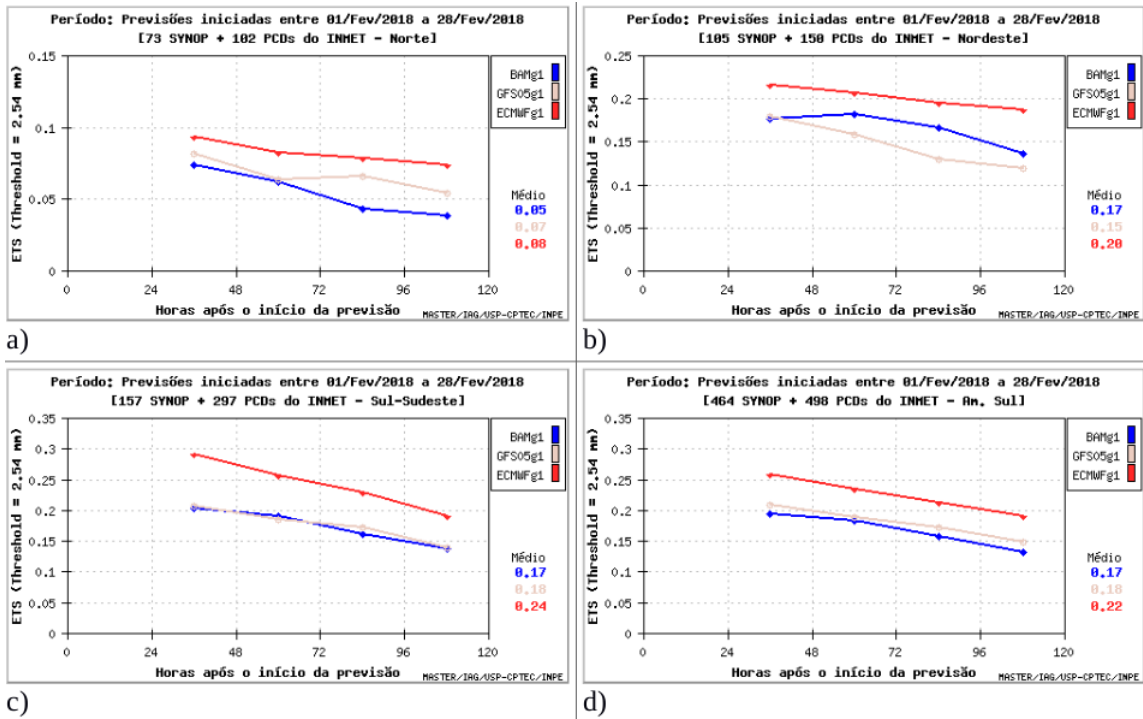 Período: Previsões iniciadas entre 01/Fev/2018 a 28/Fev/2018
[73 SYNOP + 102 PCDs do INMET - Norte]
ETS (Threshold = 2.54 mm)
0.15
0.1
0.05
0
0 24 48 72 96 120
Horas após o início da previsão
BAMg1
GFS05g1
ECMWFg1
Médio
0.05
0.07
0.08
MASTER/IAG/USP-CPTEC/INPE
a)
Período: Previsões iniciadas entre 01/Fev/2018 a 28/Fev/2018
[105 SYNOP + 150 PCDs do INMET - Nordeste]
ETS (Threshold = 2.54 mm)
0.25
0.2
0.15
0.1
0.05
0
0 24 48 72 96 120
Horas após o início da previsão
BAMg1
GFS05g1
ECMWFg1
Médio
0.17
0.15
0.20
MASTER/IAG/USP-CPTEC/INPE
b)
Período: Previsões iniciadas entre 01/Fev/2018 a 28/Fev/2018
[157 SYNOP + 297 PCDs do INMET - Sul-Sudeste]
ETS (Threshold = 2.54 mm)
0.35
0.3
0.25
0.2
0.15
0.1
0.05
0
0 24 48 72 96 120
Horas após o início da previsão
BAMg1
GFS05g1
ECMWFg1
Médio
0.17
0.18
0.24
MASTER/IAG/USP-CPTEC/INPE
c)
Período: Previsões iniciadas entre 01/Fev/2018 a 28/Fev/2018
[464 SYNOP + 498 PCDs do INMET - Am. Sul]
ETS (Threshold = 2.54 mm)
0.35
0.3
0.25
0.2
0.15
0.1
0.05
0
0 24 48 72 96 120
Horas após o início da previsão
BAMg1
GFS05g1
ECMWFg1
Médio
0.17
0.18
0.22
MASTER/IAG/USP-CPTEC/INPE
d)